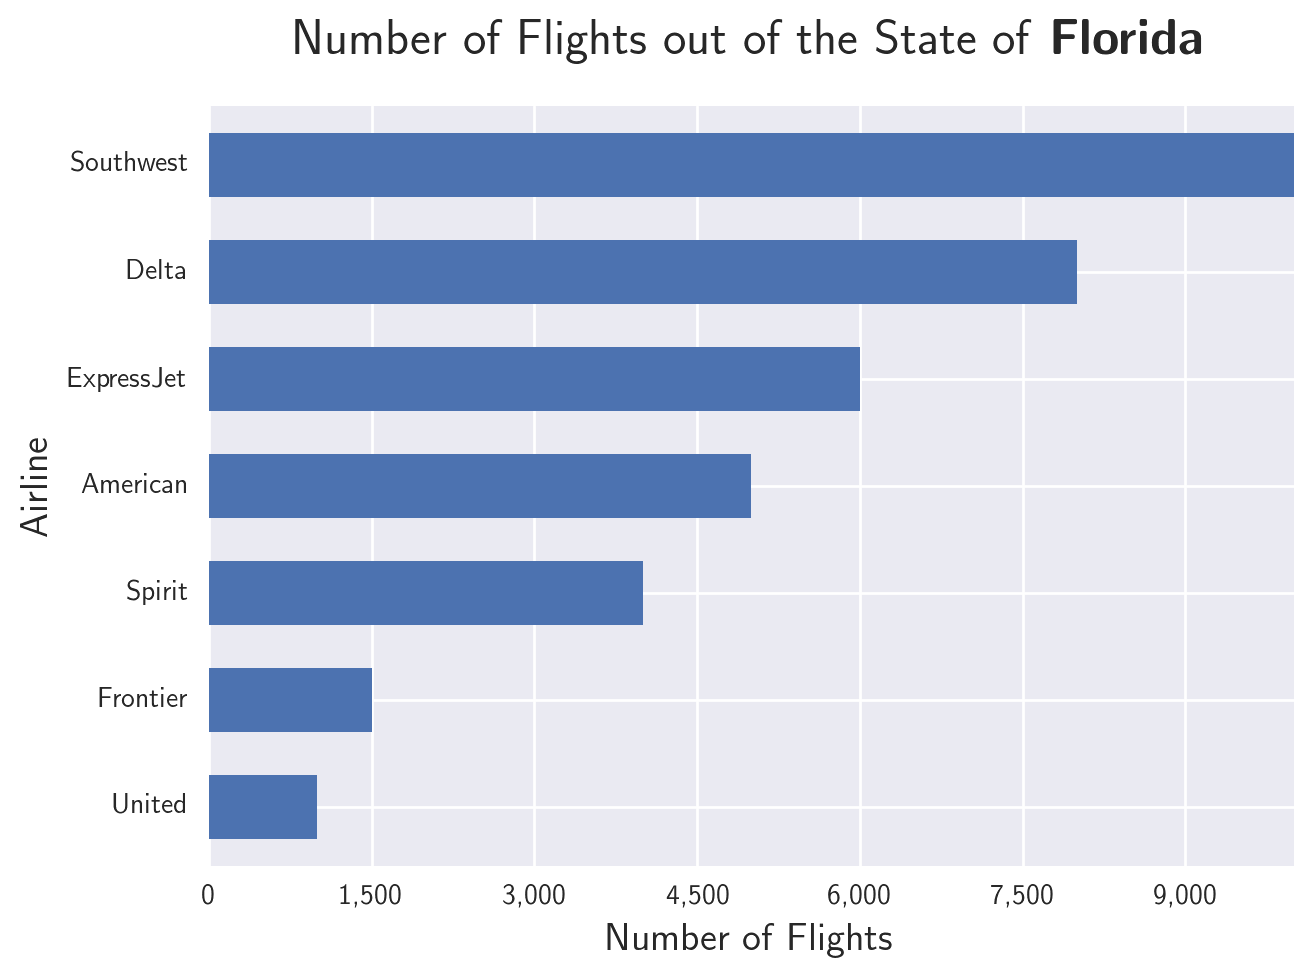 Number of Flights out of the State of Florida
Southwest
Delta
ExpressJet
American
Spirit
Frontier
United
Airline
0 1,500 3,000 4,500 6,000 7,500 9,000
Number of Flights